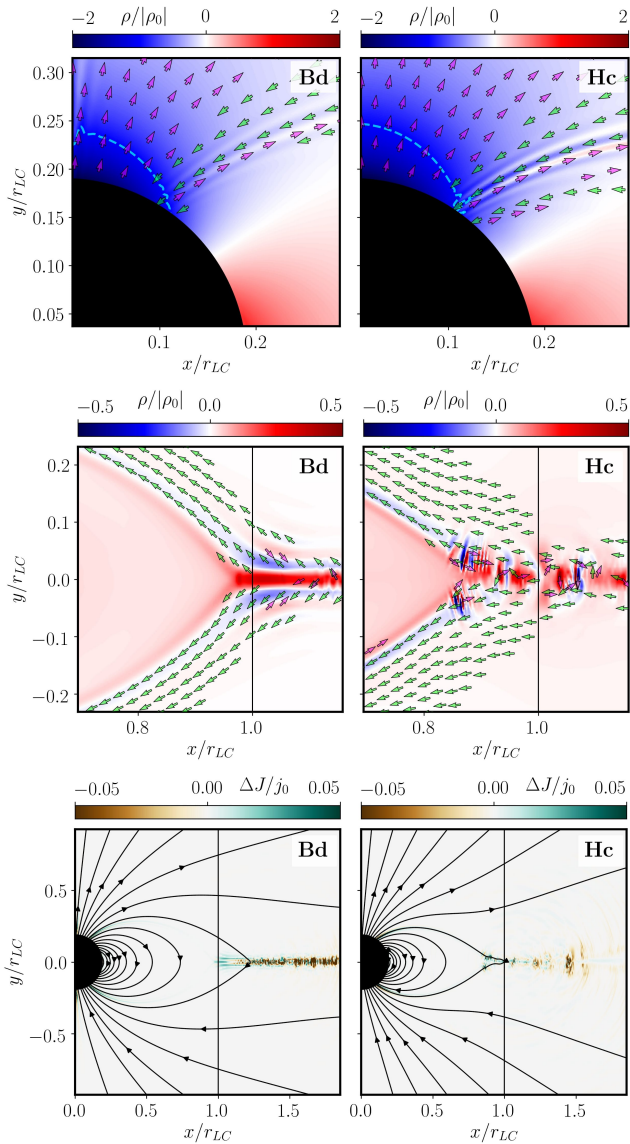 −2 ρ/|ρ0| 0 2 −2 ρ/|ρ0| 0 2
Bd Hc
0.30
0.25
0.20
0.15
0.10
0.05
y/rLC
0.1 0.2 0.1 0.2
x/rLC x/rLC
−0.5 ρ/|ρ0| 0.0 0.5 −0.5 ρ/|ρ0| 0.0 0.5
Bd Hc
0.2
0.1
0.0
−0.1
−0.2
y/rLC
0.8 1.0 0.8 1.0
x/rLC x/rLC
−0.05 0.00 ΔJ/j0 0.05 −0.05 0.00 ΔJ/j0 0.05
Bd Hc
0.5
0.0
−0.5
y/rLC
0.0 0.5 1.0 1.5 0.0 0.5 1.0 1.5
x/rLC x/rLC